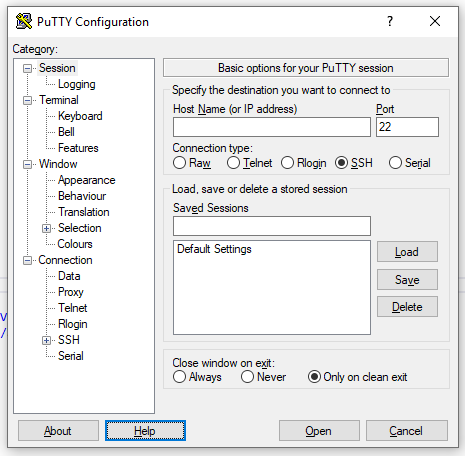 PuTTY Configuration
?
Category:
Session
Logging
Terminal
Keyboard
Bell
Features
Window
Appearance
Behaviour
Translation
Selection
Colours
Connection
Data
Proxy
Telnet
Rlogin
SSH
Serial
Basic options for your PuTTY session
Specify the destination you want to connect to
Host Name (or IP address) Port
22
Connection type:
Raw Telnet Rlogin SSH Serial
Load, save or delete a stored session
Saved Sessions
Default Settings
Load
Save
Delete
Close window on exit:
Always Never Only on clean exit
About Help Open Cancel
V
/